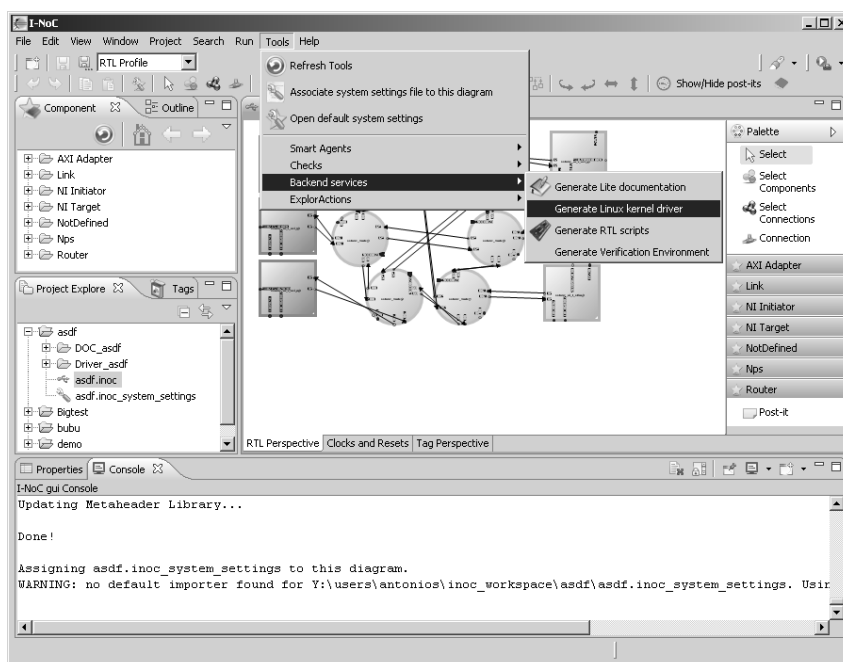 I-NoC
File Edit View Window Project Search Run Tools Help
RTL Profile
Show/Hide post-its
Refresh Tools
Associate system settings file to this diagram
Open default system settings
Smart Agents
Checks
Backend services
ExplorActions
Generate Lite documentation
Generate Linux kernel driver
Generate RTL scripts
Generate Verification Environment
Component Outline
AXI Adapter
Link
NI Initiator
NI Target
NotDefined
Nps
Router
Project Explore Tags
asdf
DOC_asdf
Driver_asdf
asdf.inoc
asdf.inoc_system_settings
Bigtest
bubu
demo
Palette
Select
Select
Components
Select
Connections
Connection
AXI Adapter
Link
NI Initiator
NI Target
NotDefined
Nps
Router
Post-it
RTL Perspective Clocks and Resets Tag Perspective
Properties Console
I-NoC gui Console
Updating Metaheader Library...
Done!
Assigning asdf.inoc_system_settings to this diagram.
WARNING: no default importer found for Y:\users\antonios\inoc_workspace\asdf\asdf.inoc_system_settings. Usin